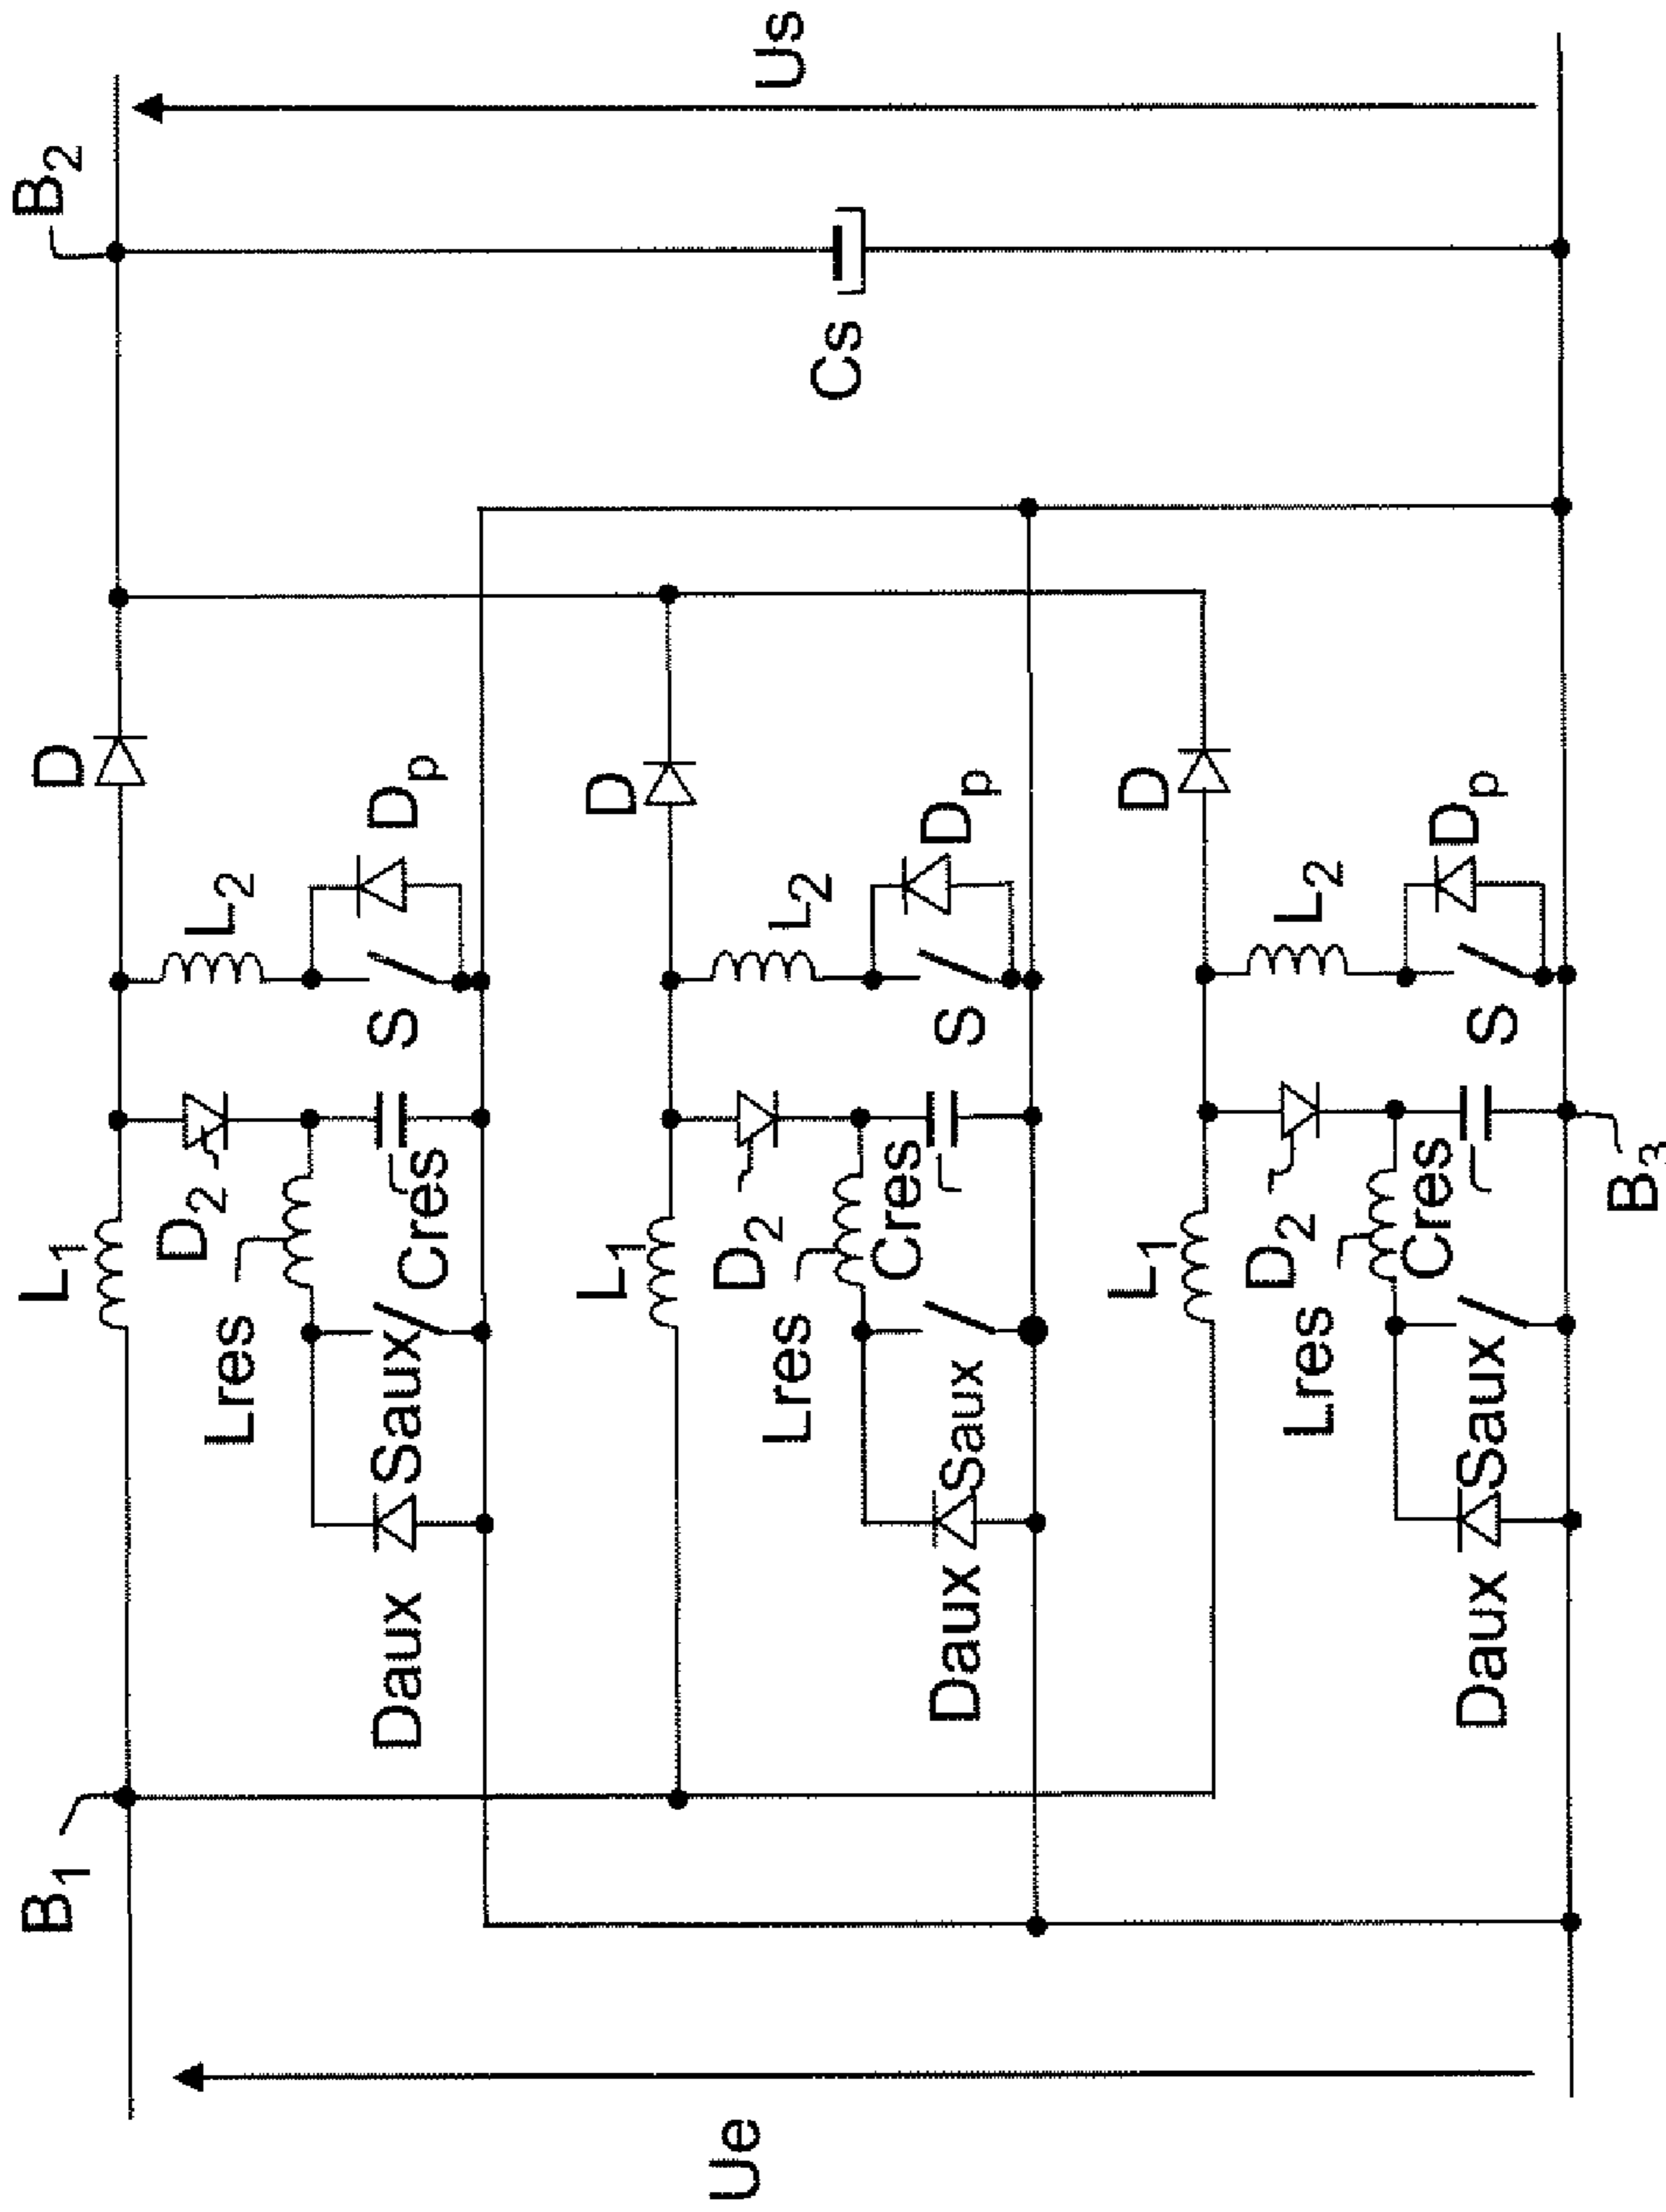 B1
B2
Ue
Us
Cs
L1
D
D2
L2
Dp
S
Lres
Cres
Saux
Daux
L1
D
D2
L2
Dp
S
Lres
Cres
Saux
Daux
L1
D
D2
L2
Dp
S
Lres
Cres
Saux
Daux
B3